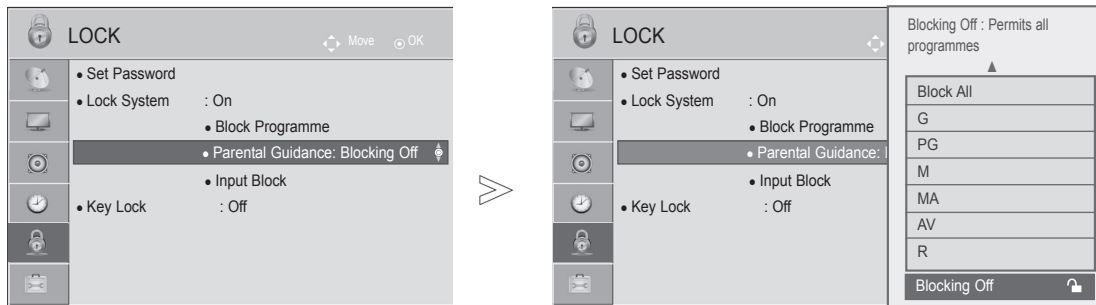 LOCK
Move OK
• Set Password
• Lock System : On
• Block Programme
• Parental Guidance: Blocking Off
• Input Block
• Key Lock : Off
LOCK
• Set Password
• Lock System : On
• Block Programme
• Parental Guidance:
• Input Block
• Key Lock : Off
Blocking Off : Permits all
programmes
Block All
G
PG
M
MA
AV
R
Blocking Off